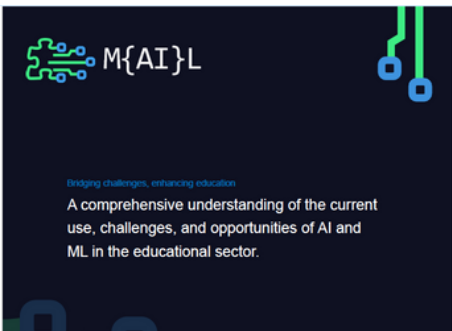 M{AI}L
Bridging challenges, enhancing education
A comprehensive understanding of the current
use, challenges, and opportunities of AI and
ML in the educational sector.